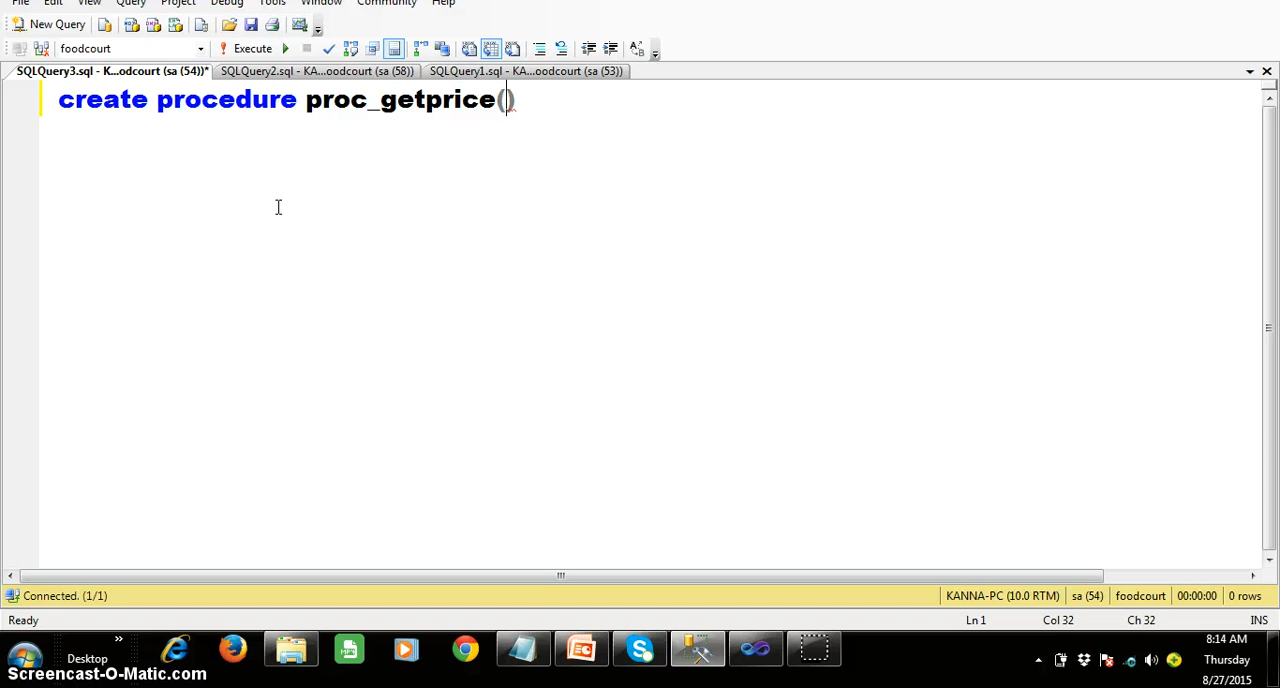 File Edit View Query Project Debug Tools Window Community Help
New Query
foodcourt Execute
SQLQuery3.sql - K...odcourt (sa (54))* SQLQuery2.sql - KA...oodcourt (sa (58)) SQLQuery1.sql - KA...oodcourt (sa (53))
create procedure proc_getprice()
Connected. (1/1) KANNA-PC (10.0 RTM) sa (54) foodcourt 00:00:00 0 rows
Ready Ln 1 Col 32 Ch 32 INS
8:14 AM
Desktop » Thursday
Screencast-O-Matic.com 8/27/2015